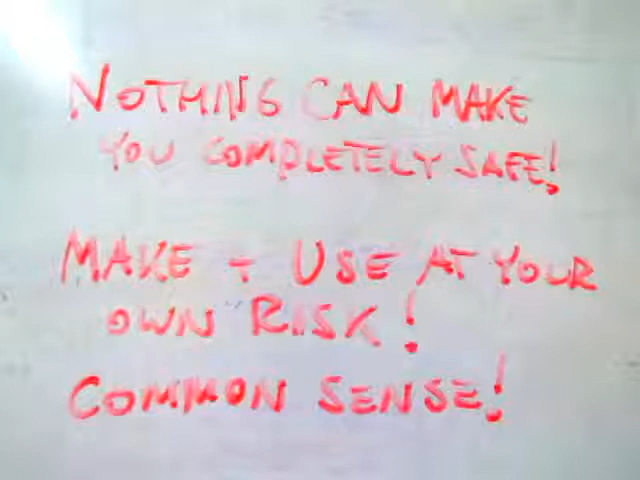 NOTHING CAN MAKE
YOU COMPLETELY SAFE!
MAKE + USE AT YOUR
OWN RISK!
COMMON SENSE!